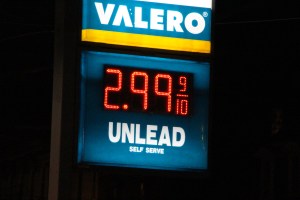 VALERO
2.99 9/10
UNLEAD
SELF SERVE